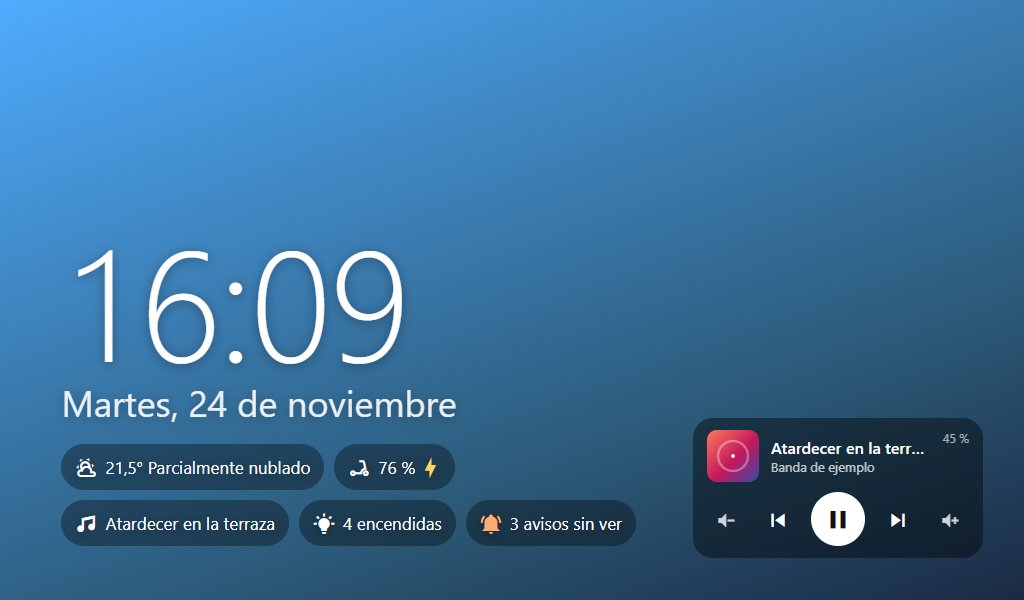 16:09
Martes, 24 de noviembre
21,5° Parcialmente nublado
76 %
Atardecer en la terraza
4 encendidas
3 avisos sin ver
45 %
Atardecer en la terr...
Banda de ejemplo